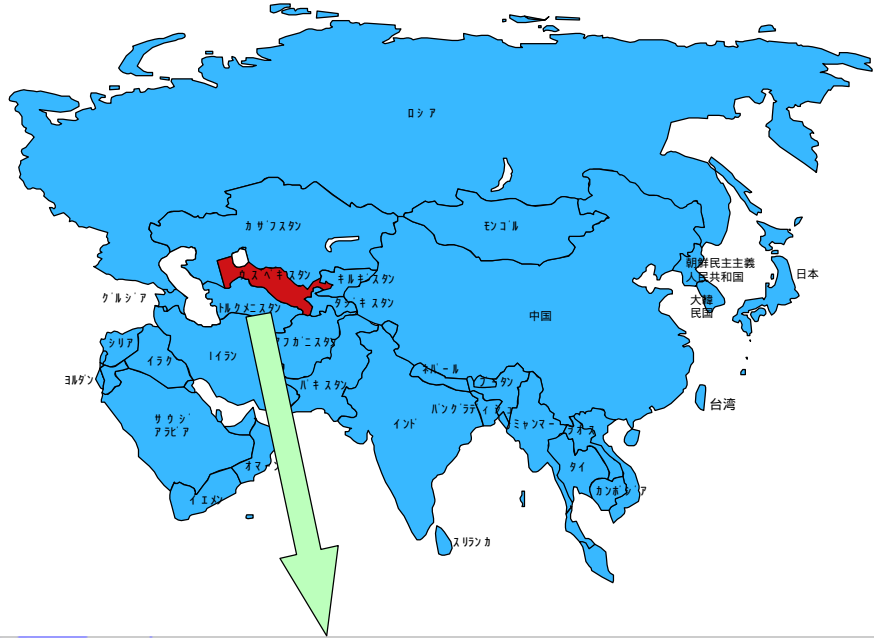 ロシア
カザフスタン
モンゴル
ウズベキスタン
キルギスタン
朝鮮民主主義
人民共和国
日本
グルジア
トルクメニスタン
タジキスタン
大韓
民国
中国
シリア
イラク
イラン
アフガニスタン
ネパール
ブータン
ヨルダン
パキスタン
バングラディシュ
台湾
サウジ
アラビア
インド
ミャンマー
ラオス
オマーン
タイ
イエメン
カンボジア
スリランカ